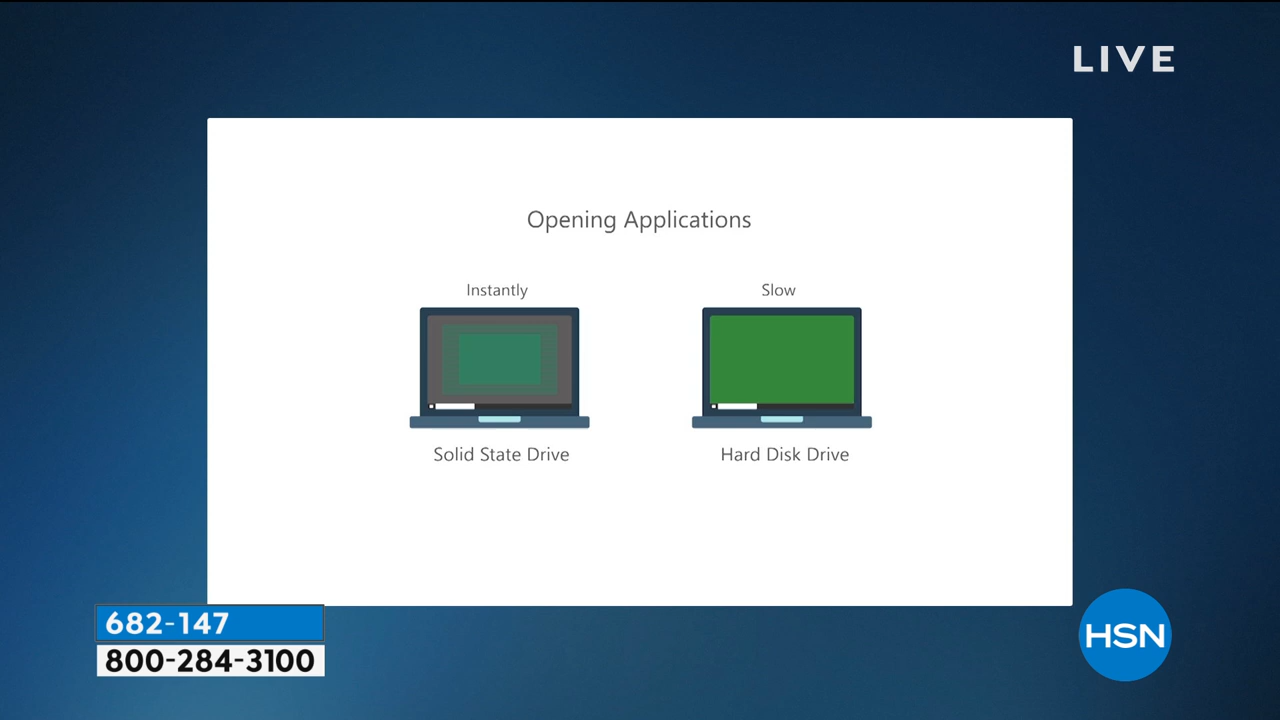 LIVE
Opening Applications
Instantly
Slow
Solid State Drive
Hard Disk Drive
682-147
800-284-3100
HSN